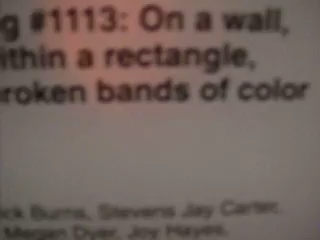 g #1113: On a wall,
ithin a rectangle,
roken bands of color
ck Burns, Stevens Jay Carter,
Megan Dyer, Joy Hayes,